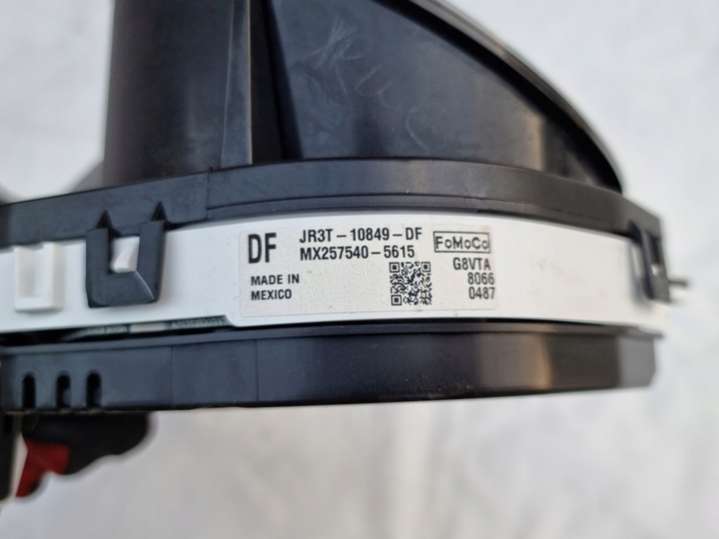 DF
JR3T-10849-DF
MX257540-5615
MADE IN
MEXICO
FoMoCo
G8VTA
8066
0487